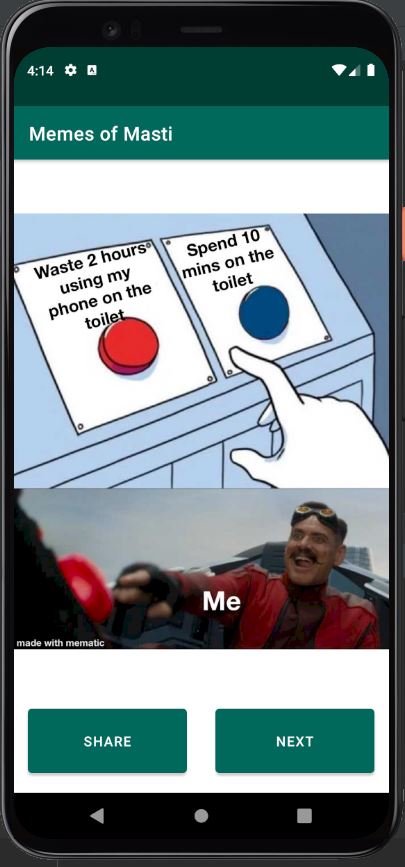 4:14
Memes of Masti
Waste 2 hours
using my
phone on the
toilet
Spend 10
mins on the
toilet
Me
made with mematic
SHARE
NEXT